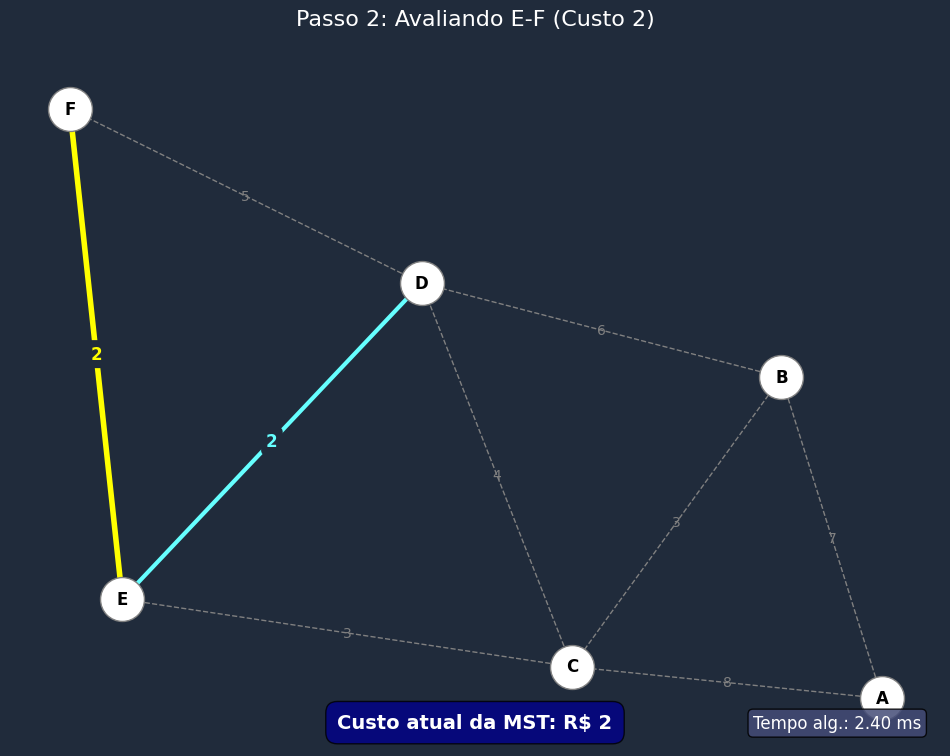 Passo 2: Avaliando E-F (Custo 2)
F
5
D
6
2
B
2
4
3
7
E
3
C
8
A
Custo atual da MST: R$ 2
Tempo alg.: 2.40 ms